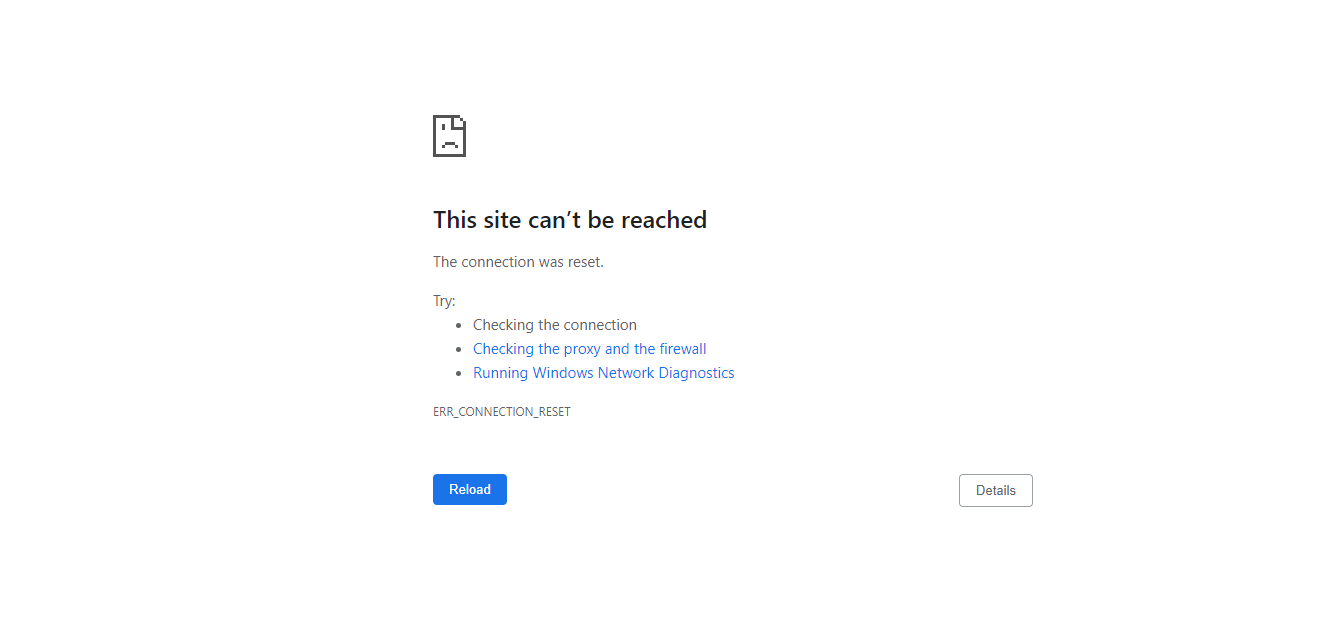 This site can’t be reached
The connection was reset.
Try:
Checking the connection
Checking the proxy and the firewall
Running Windows Network Diagnostics
ERR_CONNECTION_RESET
Reload
Details